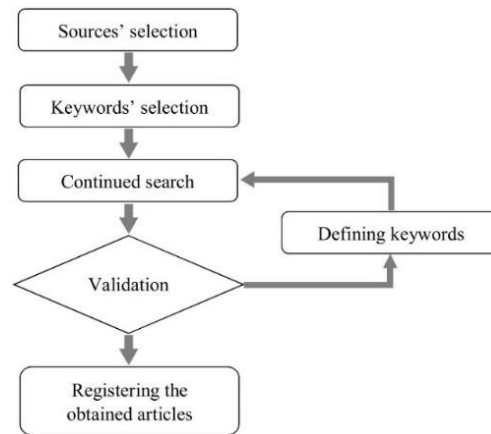 Sources’ selection
Keywords’ selection
Continued search
Defining keywords
Validation
Registering the
obtained articles